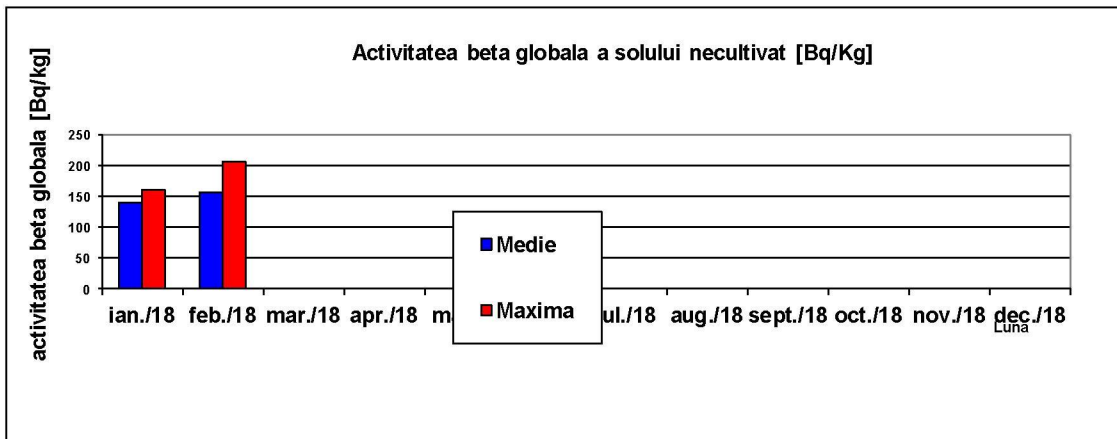 Activitatea beta globala a solului necultivat [Bq/Kg]
activitatea beta globala [Bq/kg]
250
200
150
100
50
0
ian./18 feb./18 mar./18 apr./18 aug./18 sept./18 oct./18 nov./18 dec./18
Luna
Medie
Maxima